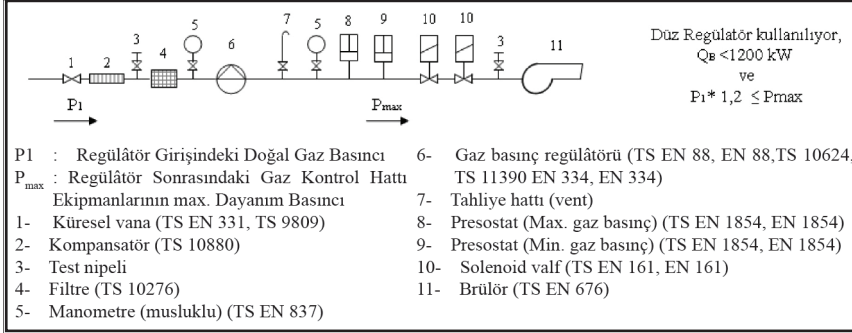 5 7 5 8 9 10 10
3 3
1 2 4 6 11
P1 Pmax
Düz Regülatör kullanılıyor,
QB <1200 kW
ve
P1* 1,2 ≤ Pmax
P1 : Regülâtör Girişindeki Doğal Gaz Basıncı
Pmax : Regülâtör Sonrasındaki Gaz Kontrol Hattı
Ekipmanlarının max. Dayanım Basıncı
1- Küresel vana (TS EN 331, TS 9809)
2- Kompansatör (TS 10880)
3- Test nipeli
4- Filtre (TS 10276)
5- Manometre (musluklu) (TS EN 837)
6- Gaz basınç regülâtörü (TS EN 88, EN 88,TS 10624,
TS 11390 EN 334, EN 334)
7- Tahliye hattı (vent)
8- Presostat (Max. gaz basınç) (TS EN 1854, EN 1854)
9- Presostat (Min. gaz basınç) (TS EN 1854, EN 1854)
10- Solenoid valf (TS EN 161, EN 161)
11- Brülör (TS EN 676)